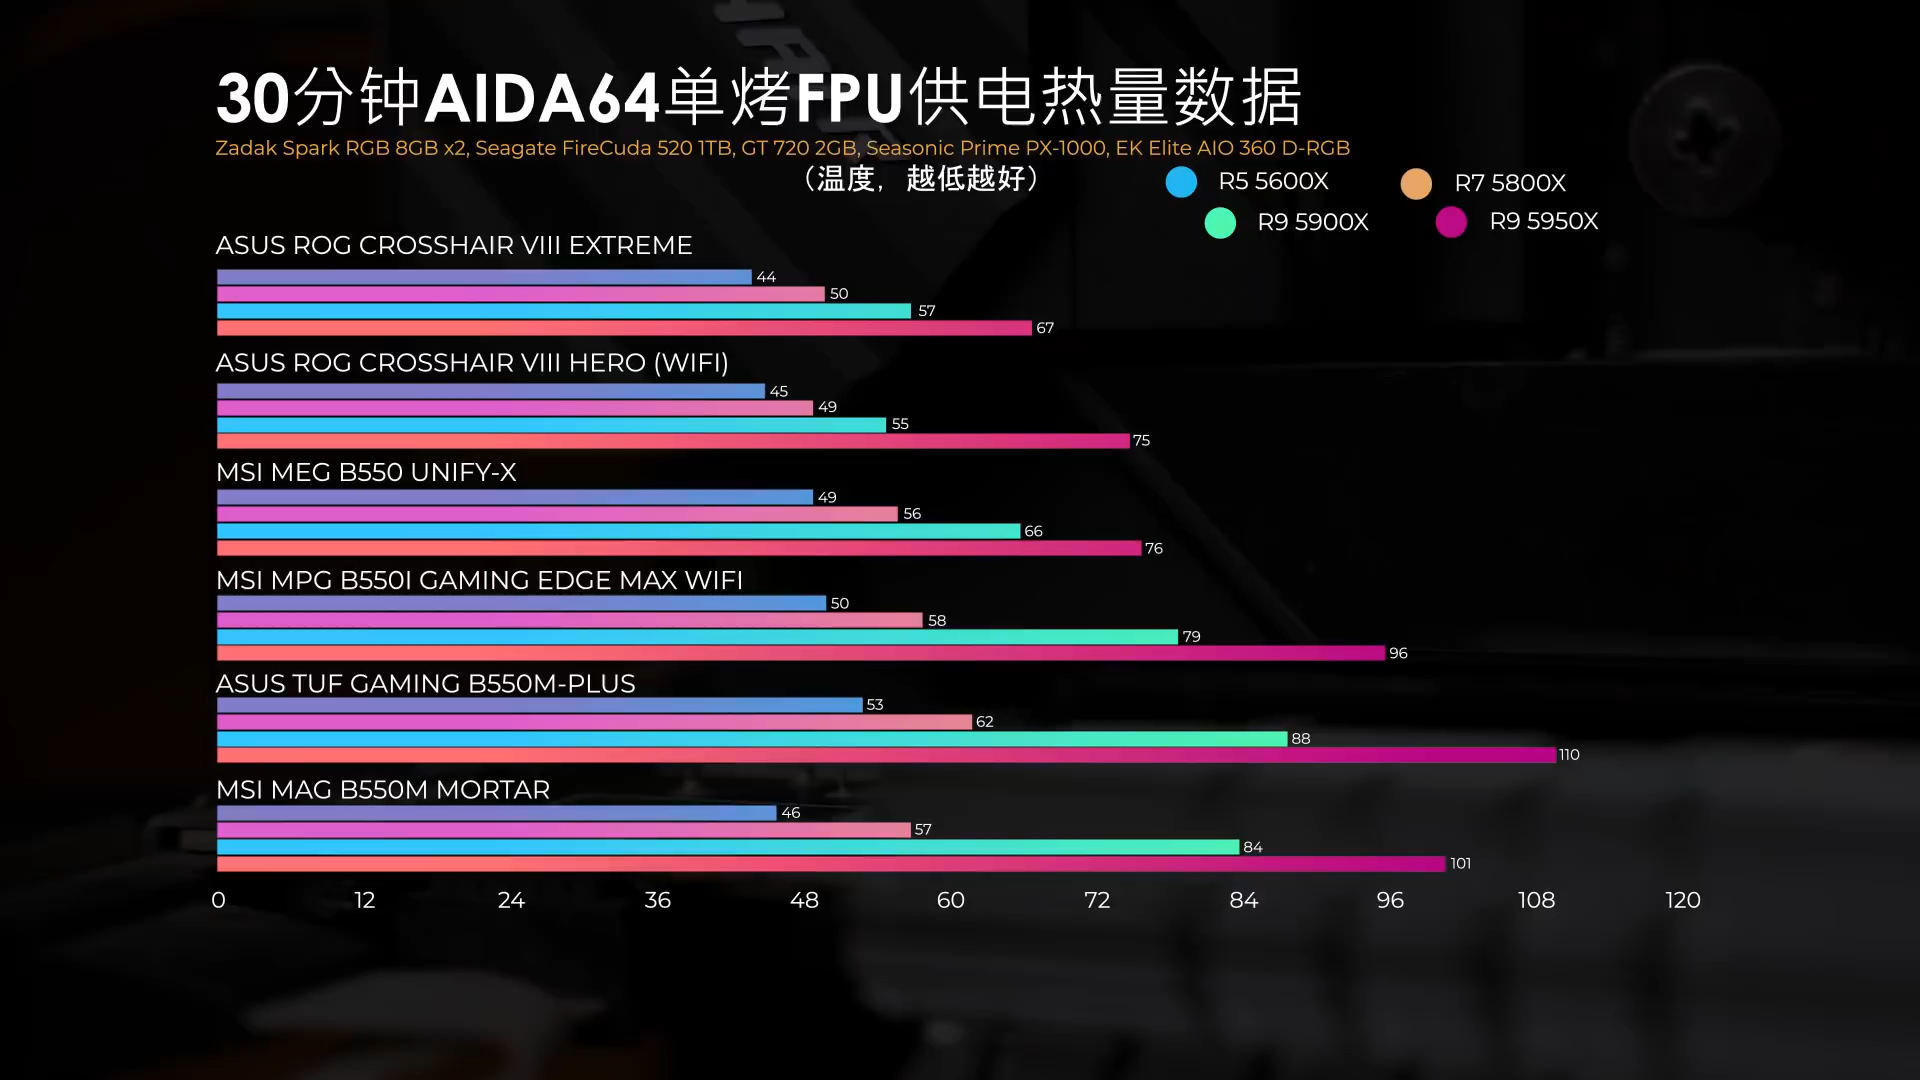 30分钟AIDA64单烤FPU供电热量数据
Zadak Spark RGB 8GB x2, Seagate FireCuda 520 1TB, GT 720 2GB, Seasonic Prime PX-1000, EK Elite AIO 360 D-RGB
（温度，越低越好）
R5 5600X R7 5800X
R9 5900X R9 5950X
ASUS ROG CROSSHAIR VIII EXTREME
44
50
57
67
ASUS ROG CROSSHAIR VIII HERO (WIFI)
45
49
55
75
MSI MEG B550 UNIFY-X
49
56
66
76
MSI MPG B550I GAMING EDGE MAX WIFI
50
58
79
96
ASUS TUF GAMING B550M-PLUS
53
62
88
110
MSI MAG B550M MORTAR
46
57
84
101
0 12 24 36 48 60 72 84 96 108 120